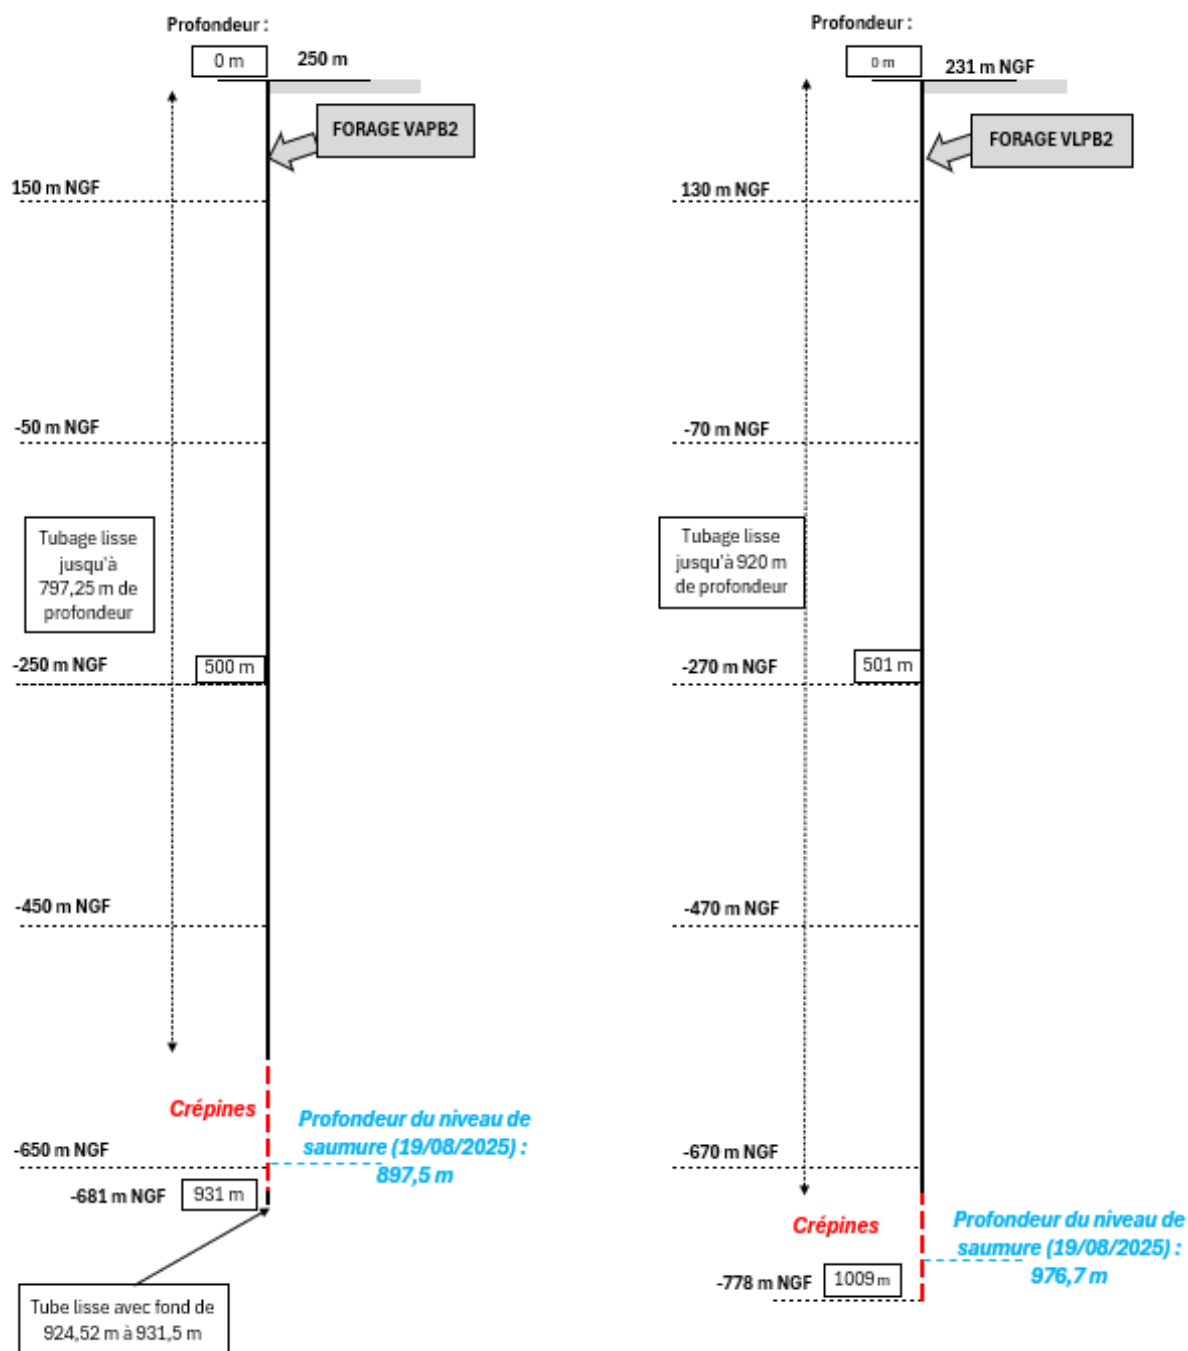 Profondeur :
0 m
250 m
FORAGE VAPB2
150 m NGF
-50 m NGF
Tubage lisse
jusqu'à
797,25 m de
profondeur
-250 m NGF
500 m
-450 m NGF
Crépines
Profondeur du niveau de
saumure (19/08/2025) :
897,5 m
-650 m NGF
-681 m NGF
931 m
Tube lisse avec fond de
924,52 m à 931,5 m
Profondeur :
0 m
231 m NGF
FORAGE VLPB2
130 m NGF
-70 m NGF
Tubage lisse
jusqu'à 920 m
de profondeur
-270 m NGF
501 m
-470 m NGF
-670 m NGF
Crépines
Profondeur du niveau de
saumure (19/08/2025) :
976,7 m
-778 m NGF
1009 m